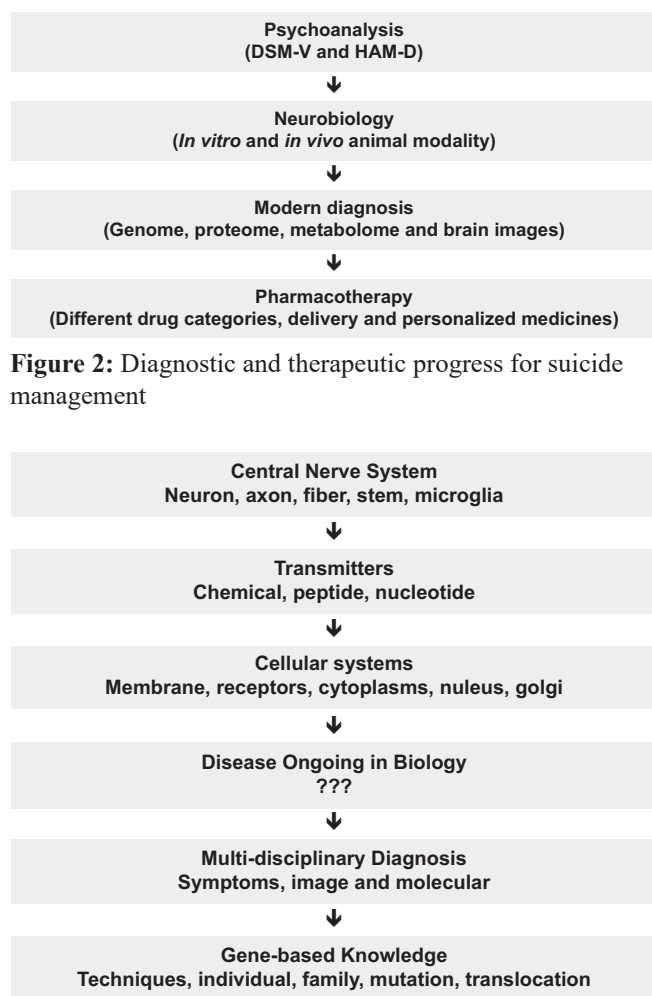 Psychoanalysis
(DSM-V and HAM-D)
Neurobiology
(In vitro and in vivo animal modality)
Modern diagnosis
(Genome, proteome, metabolome and brain images)
Pharmacotherapy
(Different drug categories, delivery and personalized medicines)
Figure 2: Diagnostic and therapeutic progress for suicide
management
Central Nerve System
Neuron, axon, fiber, stem, microglia
Transmitters
Chemical, peptide, nucleotide
Cellular systems
Membrane, receptors, cytoplasms, nuleus, golgi
Disease Ongoing in Biology
???
Multi-disciplinary Diagnosis
Symptoms, image and molecular
Gene-based Knowledge
Techniques, individual, family, mutation, translocation